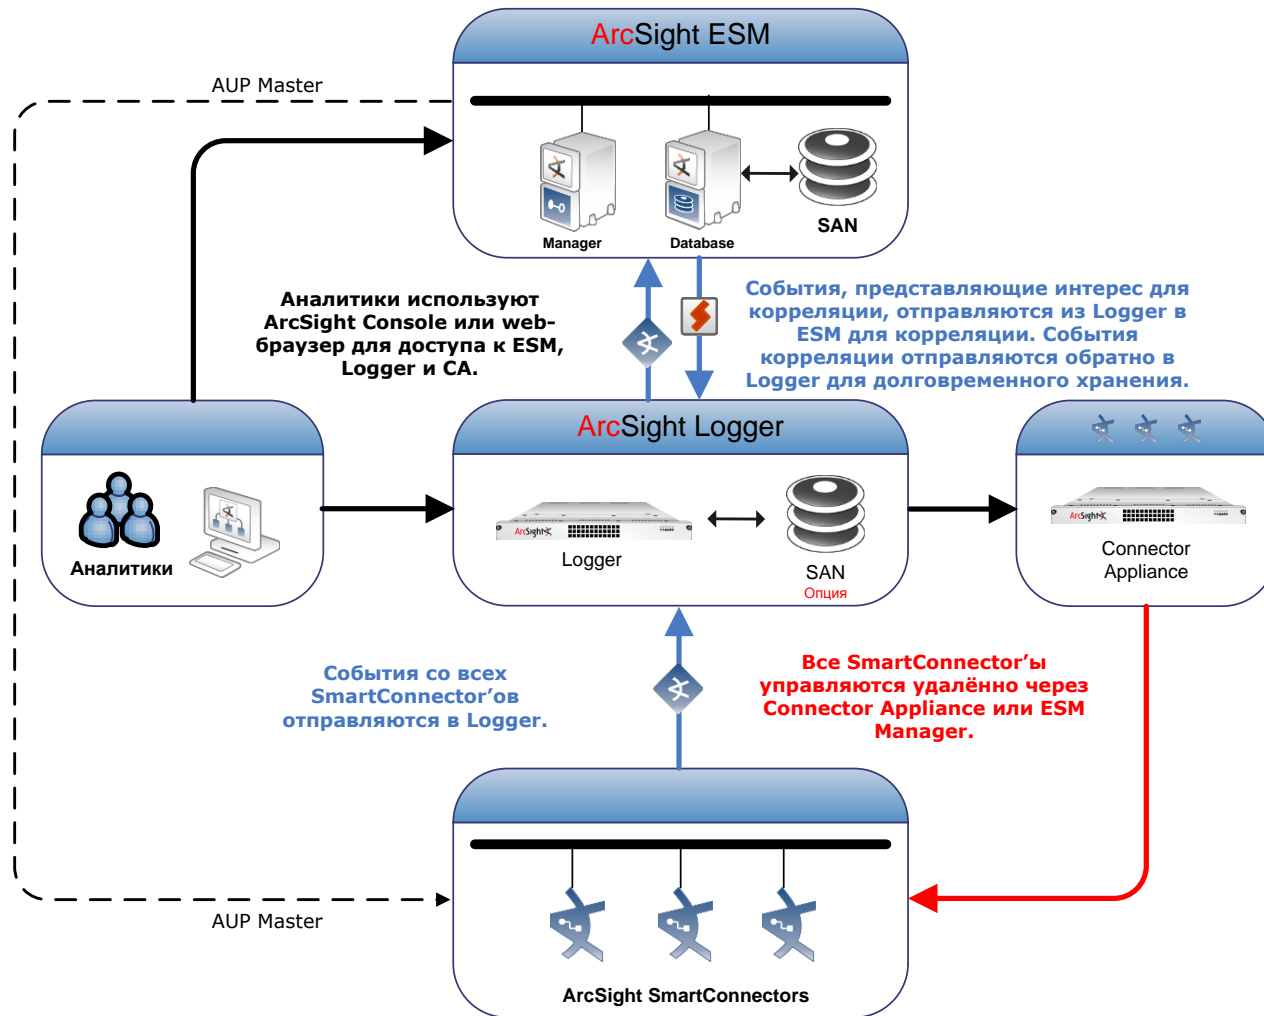 ArcSight ESM
AUP Master
Manager
Database
SAN
Аналитики используют
ArcSight Console или web-
браузер для доступа к ESM,
Logger и CA.
События, представляющие интерес для
корреляции, отправляются из Logger в
ESM для корреляции. События
корреляции отправляются обратно в
Logger для долговременного хранения.
Аналитики
ArcSight Logger
ArcSight
Logger
SAN
Опция
ArcSight
Connector
Appliance
События со всех
SmartConnector’ов
отправляются в Logger.
Все SmartConnector’ы
управляются удалённо через
Connector Appliance или ESM
Manager.
AUP Master
ArcSight SmartConnectors